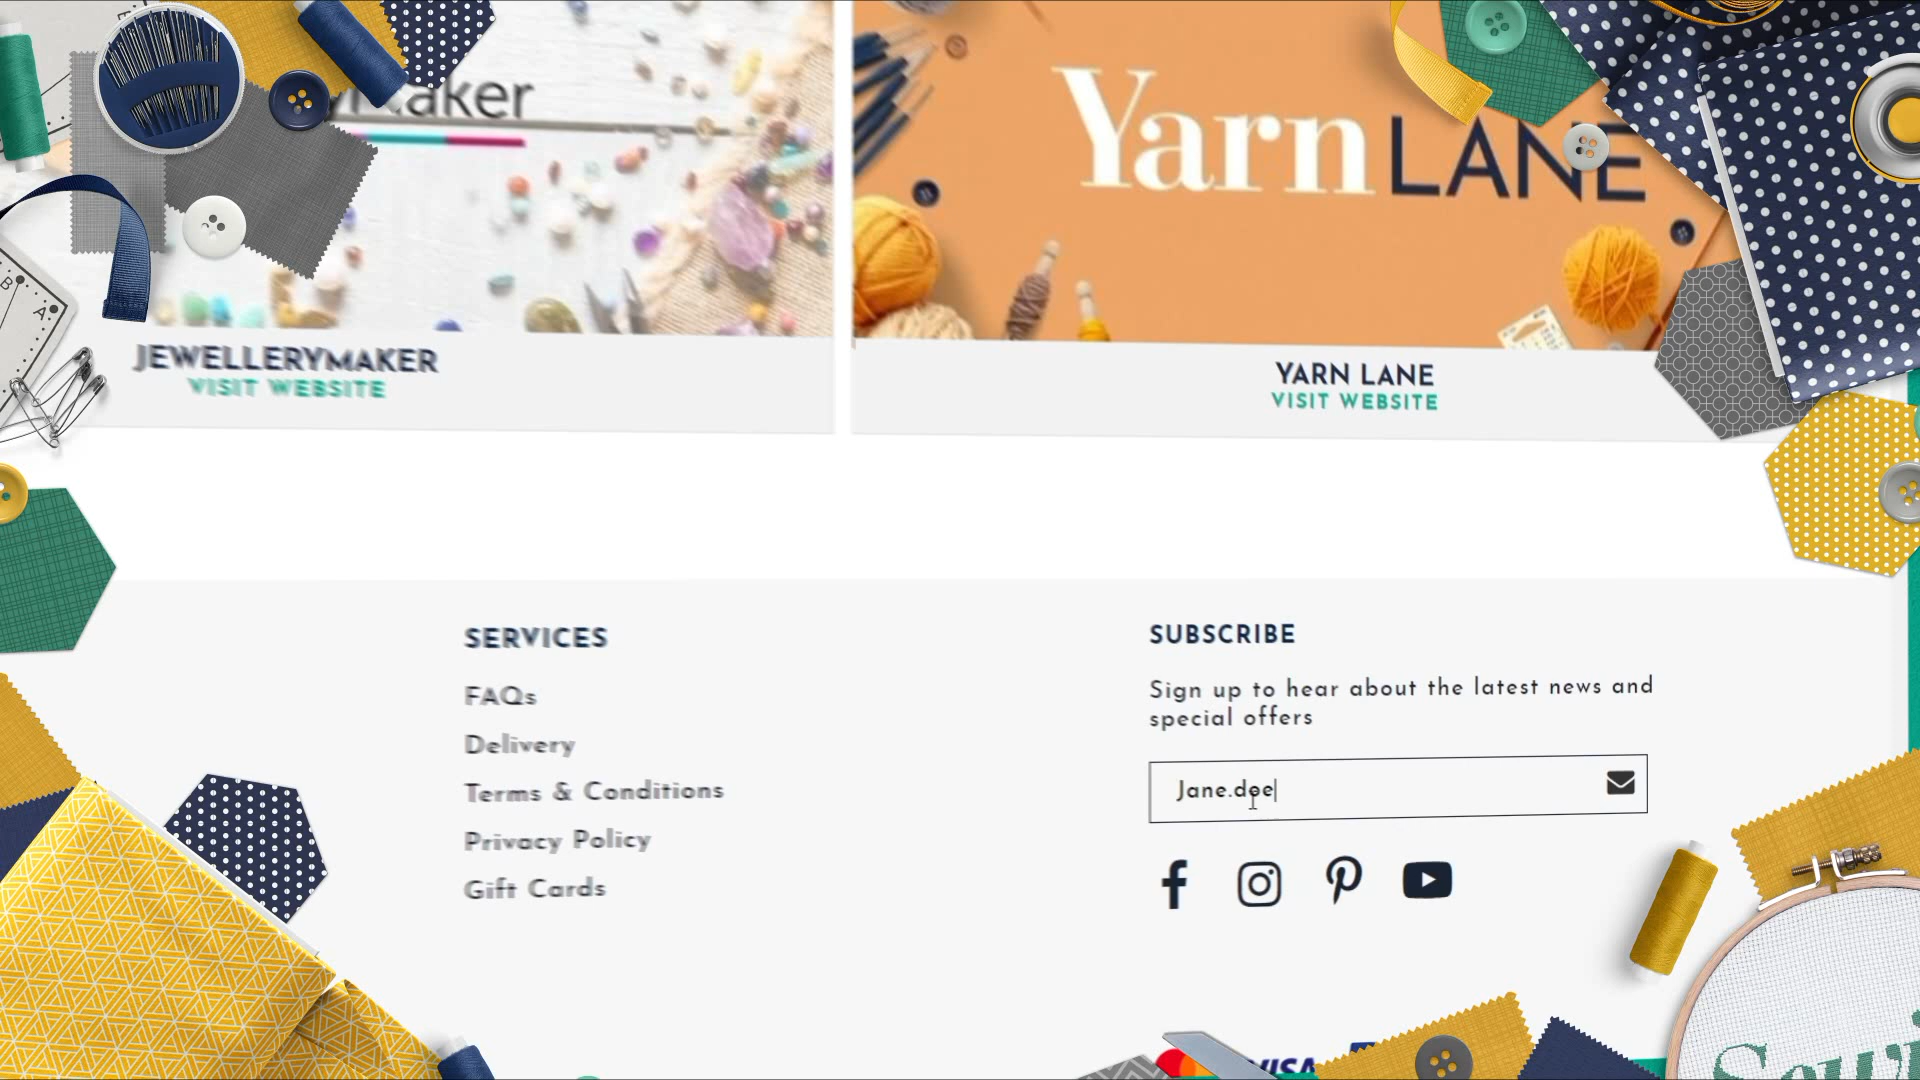 maker
Yarn LANE
JEWELLERYMAKER
VISIT WEBSITE
YARN LANE
VISIT WEBSITE
SERVICES
FAQs
Delivery
Terms & Conditions
Privacy Policy
Gift Cards
SUBSCRIBE
Sign up to hear about the latest news and
special offers
Jane.doe
VISA
B
A